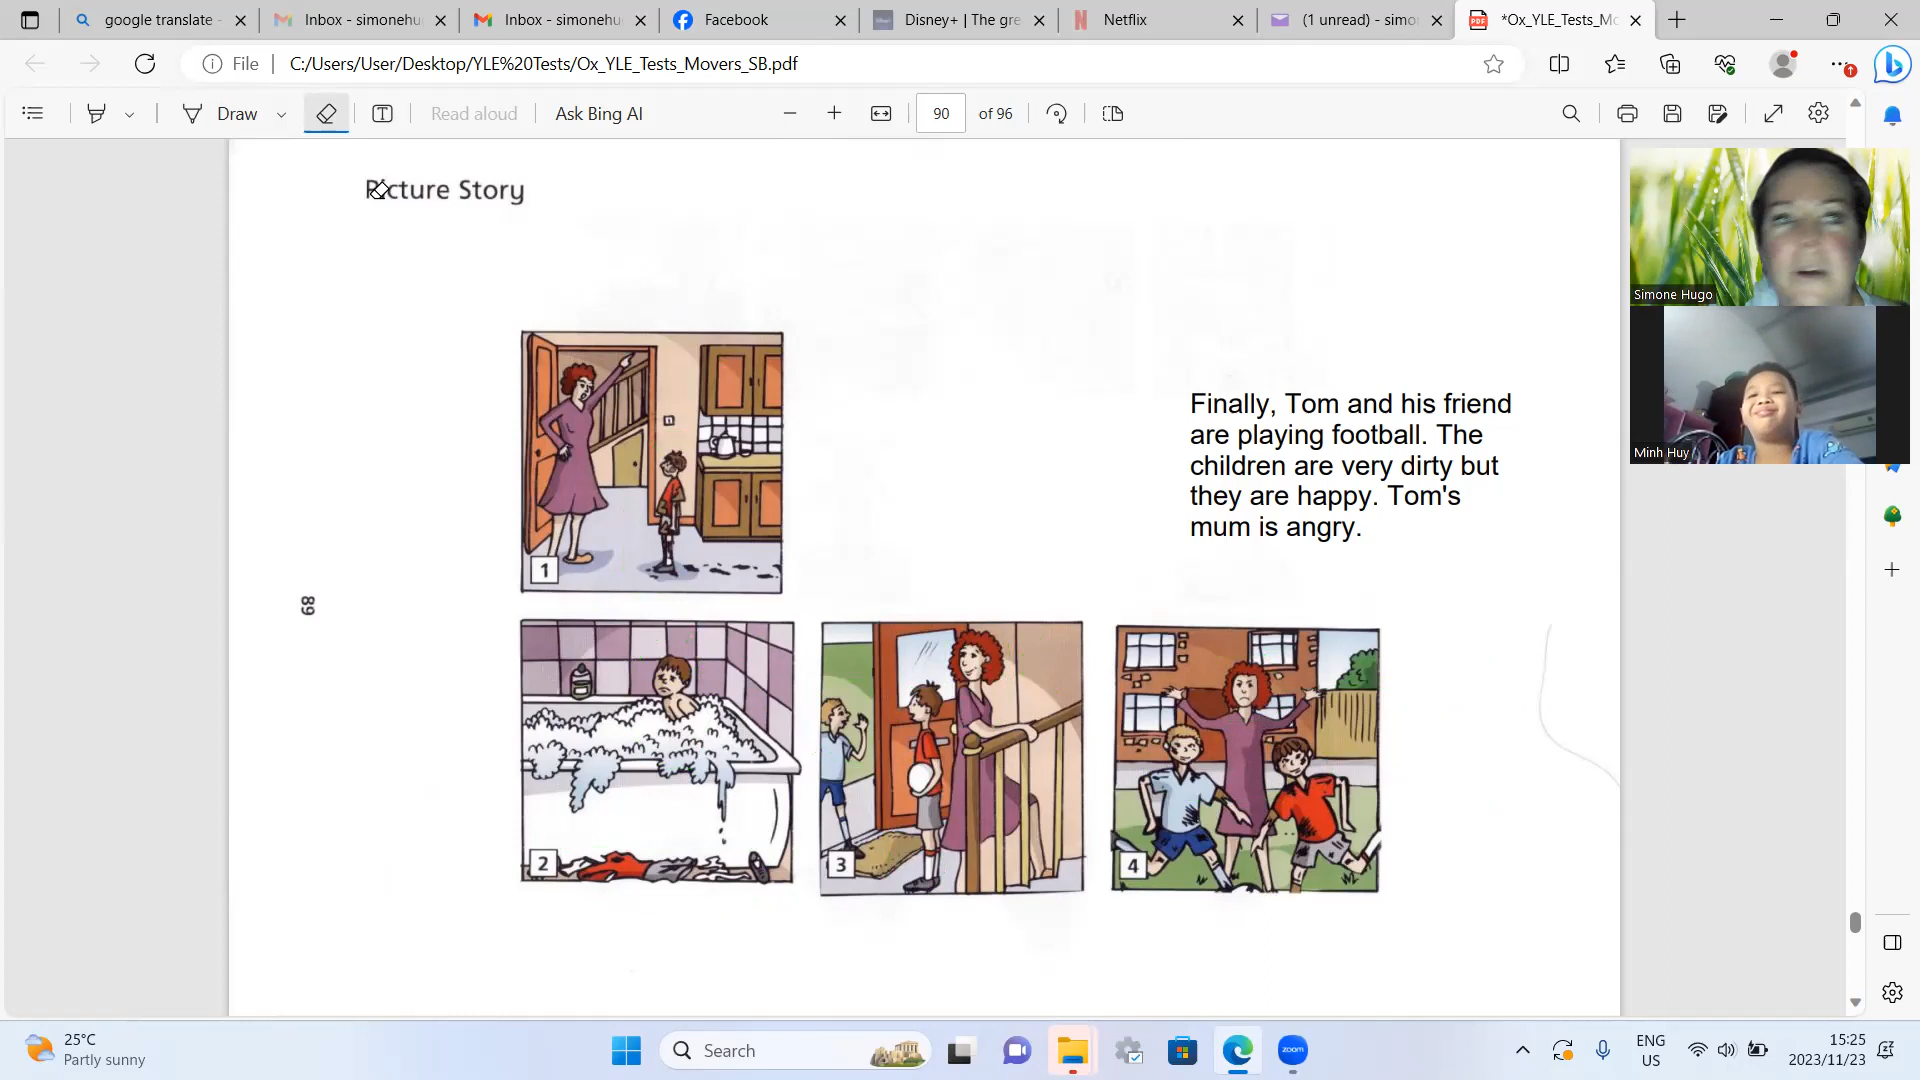 google translate -
Inbox - simonehu
Inbox - simonehu
Facebook
Disney+ | The gre
Netflix
(1 unread) - simo
*Ox_YLE_Tests_Mo
File
C:/Users/User/Desktop/YLE%20Tests/Ox_YLE_Tests_Movers_SB.pdf
Draw
Read aloud
Ask Bing AI
90
of 96
Picture Story
Simone Hugo
Minh Huy
Finally, Tom and his friend
are playing football. The
children are very dirty but
they are happy. Tom's
mum is angry.
1
89
2
3
4
25°C
Partly sunny
Search
zoom
ENG
US
15:25
2023/11/23